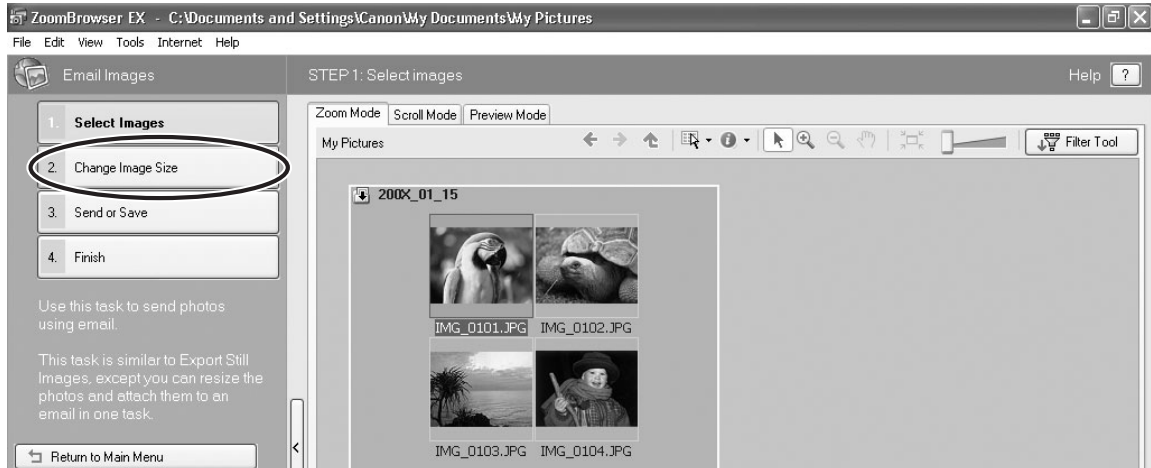 ZoomBrowser EX - C:\Documents and Settings\Canon\My Documents\My Pictures
File Edit View Tools Internet Help
Email Images
STEP 1: Select images
Help ?
1. Select Images
2. Change Image Size
3. Send or Save
4. Finish
Use this task to send photos
using email.
This task is similar to Export Still
Images, except you can resize the
photos and attach them to an
email in one task.
Return to Main Menu
Zoom Mode Scroll Mode Preview Mode
My Pictures
Filter Tool
200X_01_15
IMG_0101.JPG IMG_0102.JPG
IMG_0103.JPG IMG_0104.JPG